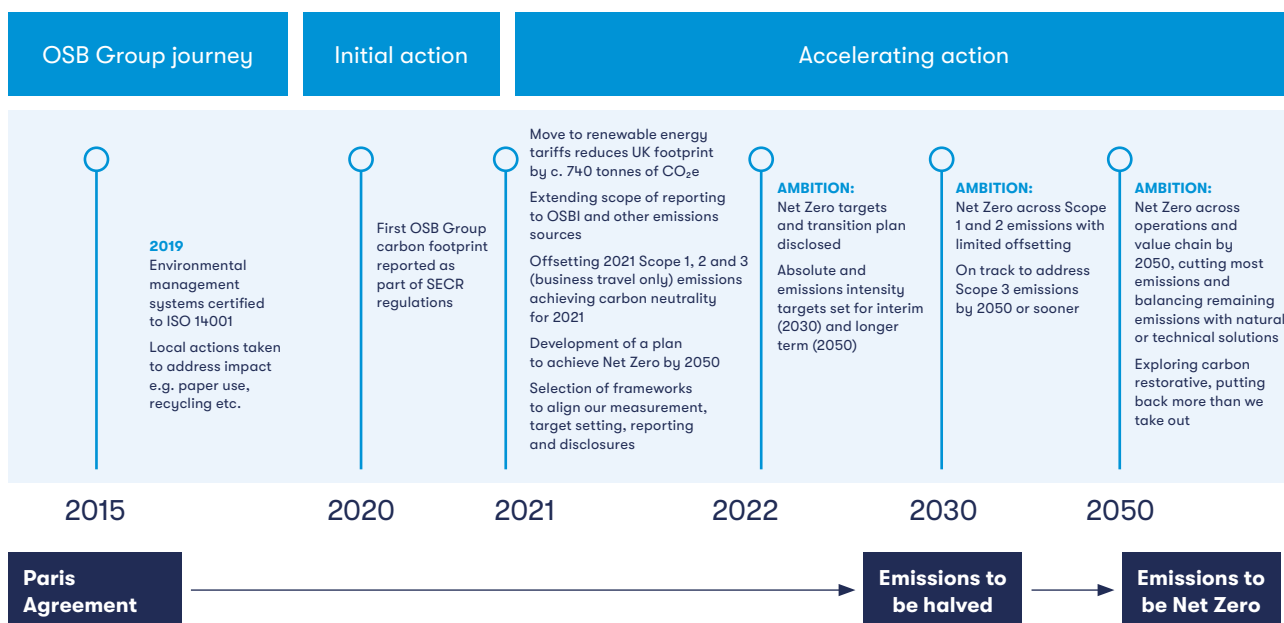 OSB Group journey
Initial action
Accelerating action
2019
Environmental
management
systems certified
to ISO 14001
Local actions taken
to address impact
e.g. paper use,
recycling etc.
First OSB Group
carbon footprint
reported as
part of SECR
regulations
Move to renewable energy
tariffs reduces UK footprint
by c. 740 tonnes of CO₂e
Extending scope of reporting
to OSBI and other emissions
sources
Offsetting 2021 Scope 1, 2 and 3
(business travel only) emissions
achieving carbon neutrality
for 2021
Development of a plan
to achieve Net Zero by 2050
Selection of frameworks
to align our measurement,
target setting, reporting
and disclosures
AMBITION:
Net Zero targets
and transition plan
disclosed
Absolute and
emissions intensity
targets set for interim
(2030) and longer
term (2050)
AMBITION:
Net Zero across Scope
1 and 2 emissions with
limited offsetting
On track to address
Scope 3 emissions
by 2050 or sooner
AMBITION:
Net Zero across
operations and
value chain by
2050, cutting most
emissions and
balancing remaining
emissions with natural
or technical solutions
Exploring carbon
restorative, putting
back more than we
take out
2015
2020
2021
2022
2030
2050
Paris
Agreement
Emissions to
be halved
Emissions to
be Net Zero